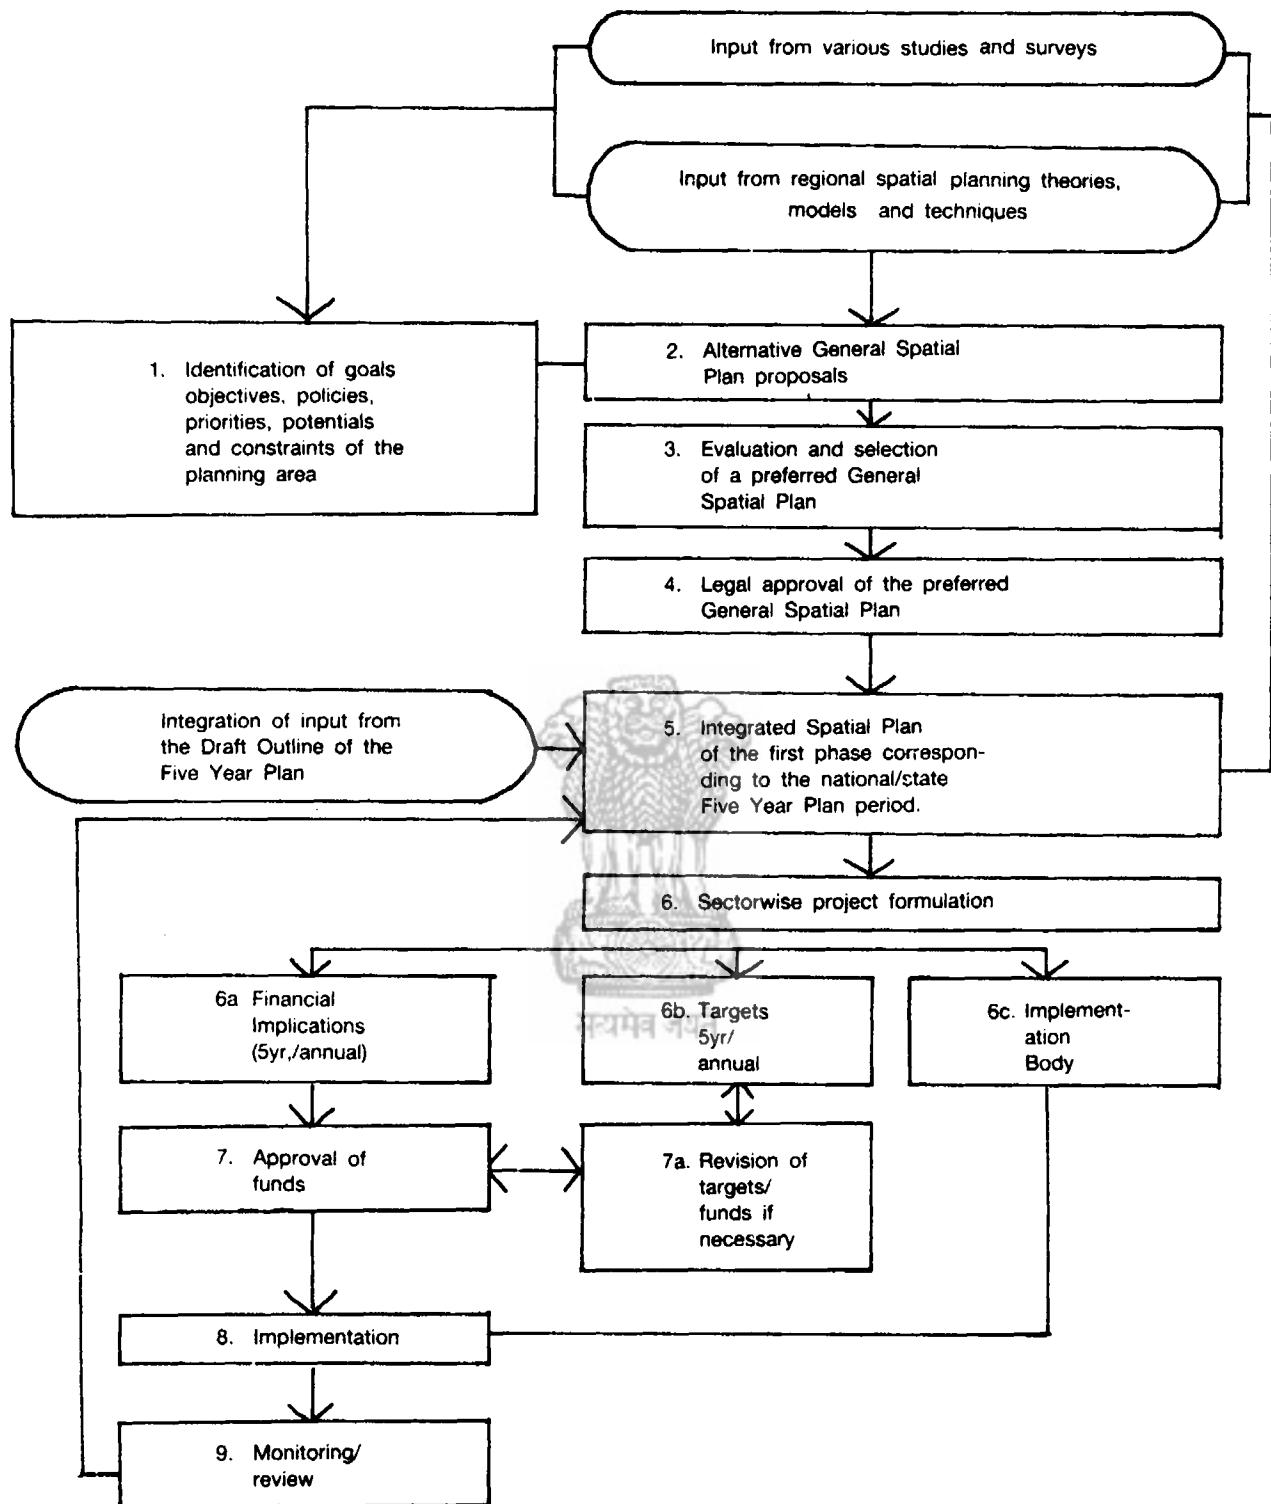 Input from various studies and surveys
Input from regional spatial planning theories,
models and techniques
1. Identification of goals
objectives, policies,
priorities, potentials
and constraints of the
planning area
2. Alternative General Spatial
Plan proposals
3. Evaluation and selection
of a preferred General
Spatial Plan
4. Legal approval of the preferred
General Spatial Plan
Integration of input from
the Draft Outline of the
Five Year Plan
5. Integrated Spatial Plan
of the first phase correspon-
ding to the national/state
Five Year Plan period.
6. Sectorwise project formulation
6a Financial
Implications
(5yr,/annual)
6b. Targets
5yr/
annual
6c. Implement-
ation
Body
सत्यमेव जयते
7. Approval of
funds
7a. Revision of
targets/
funds if
necessary
8. Implementation
9. Monitoring/
review